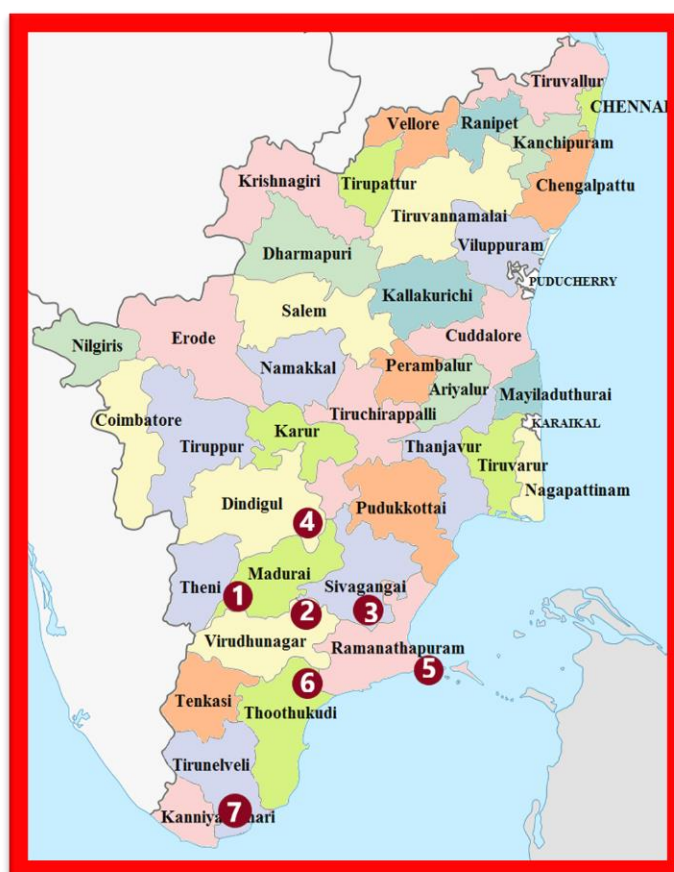 Tiruvallur
CHENNAI
Vellore
Ranipet
Kanchipuram
Krishnagiri
Tirupattur
Chengalpattu
Tiruvannamalai
Viluppuram
Dharmapuri
PUDUCHERRY
Kallakurichi
Salem
Cuddalore
Erode
Nilgiris
Namakkal
Perambalur
Ariyalur
Mayiladuthurai
Coimbatore
Tiruchirappalli
KARAIKAL
Karur
Tiruppur
Thanjavur
Tiruvarur
Nagapattinam
Dindigul
Pudukkottai
4
Madurai
Theni
Sivagangai
1
2
3
Virudhunagar
Ramanathapuram
5
6
Tenkasi
Thoothukudi
Tirunelveli
7